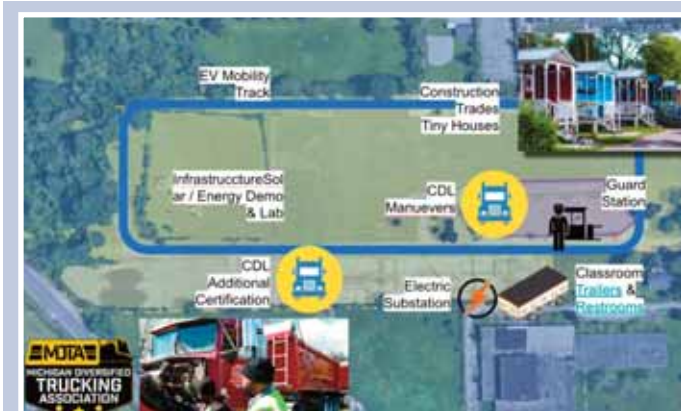 EV Mobility
Track
Construction
Trades
Tiny Houses
InfrastrucctureSol
ar / Energy Demo
& Lab
CDL
Manuevers
Guard
Station
CDL
Additional
Certification
Electric
Substation
Classroom
Trailers &
Restrooms
MDTA
MICHIGAN DIVERSIFIED
TRUCKING
ASSOCIATION